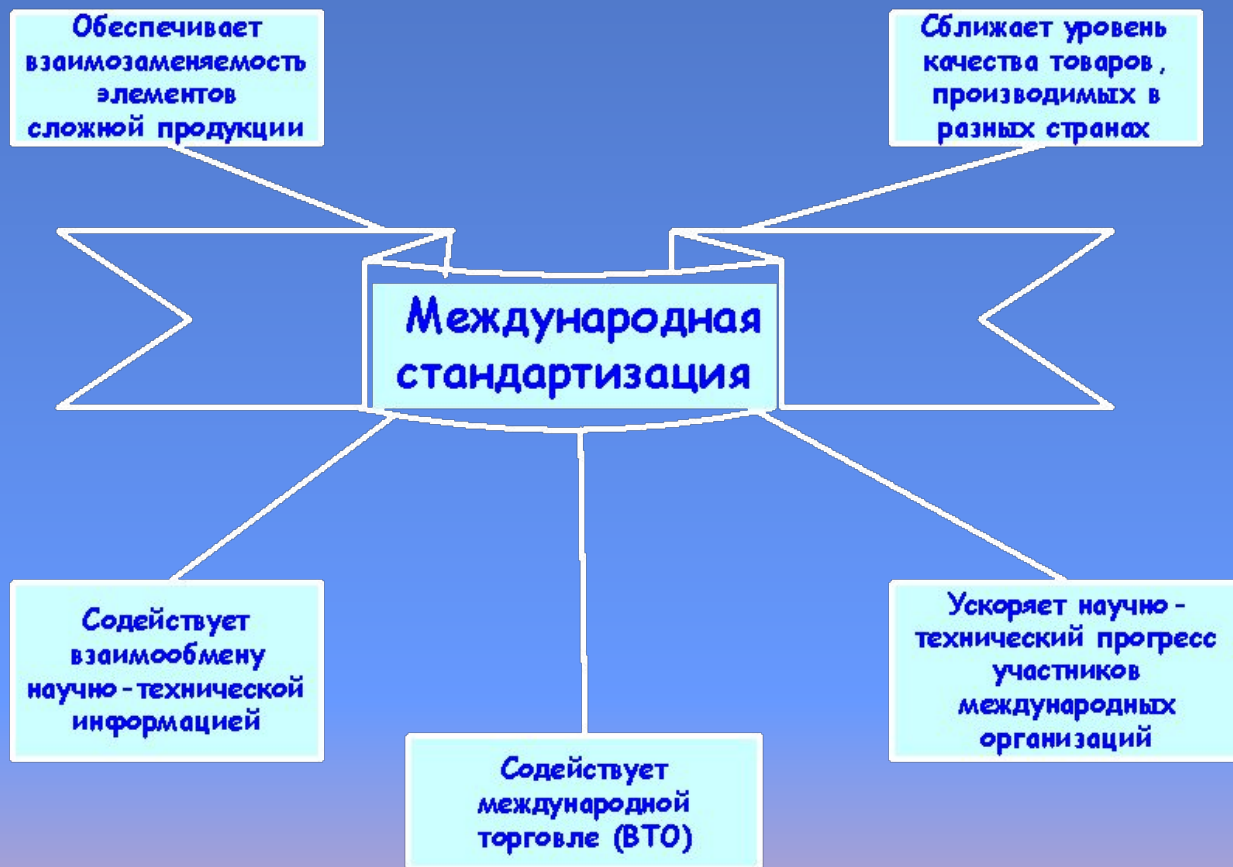 Обеспечивает
взаимозаменяемость
элементов
сложной продукции
Сближает уровень
качества товаров,
производимых в
разных странах
Международная
стандартизация
Содействует
взаимообмену
научно-технической
информацией
Содействует
международной
торговле (ВТО)
Ускоряет научно-
технический прогресс
участников
международных
организаций